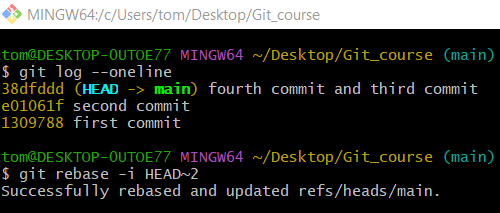 MINGW64:/c/Users/tom/Desktop/Git_course
tom@DESKTOP-OUTOE77 MINGW64 ~/Desktop/Git_course (main)
$ git log --oneline
38dfddd (HEAD -> main) fourth commit and third commit
e01061f second commit
1309788 first commit
tom@DESKTOP-OUTOE77 MINGW64 ~/Desktop/Git_course (main)
$ git rebase -i HEAD~2
Successfully rebased and updated refs/heads/main.